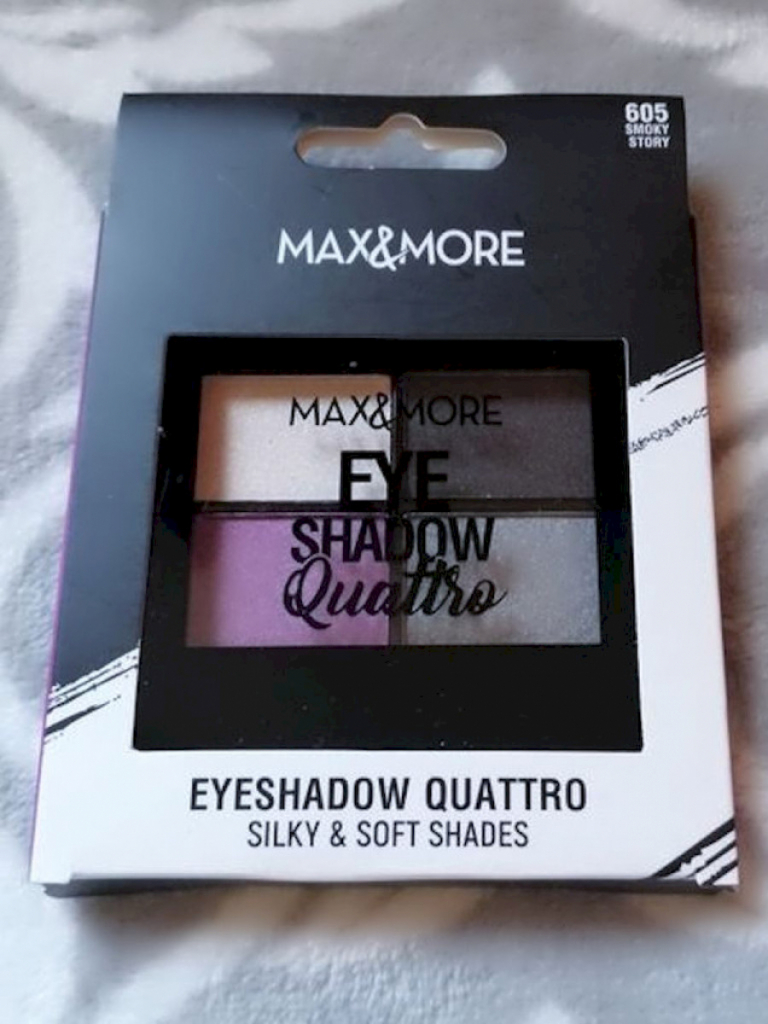 605
SMOKY
STORY
MAX&MORE
MAX&MORE
EYE
SHADOW
Quattro
EYESHADOW QUATTRO
SILKY & SOFT SHADES